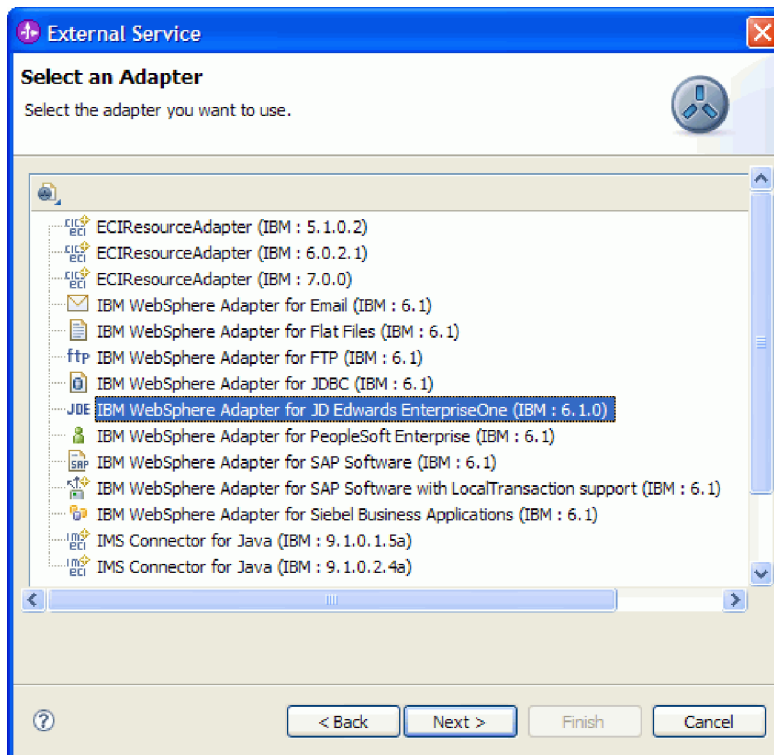 External Service
Select an Adapter
Select the adapter you want to use.
ECIResourceAdapter (IBM : 5.1.0.2)
ECIResourceAdapter (IBM : 6.0.2.1)
ECIResourceAdapter (IBM : 7.0.0)
IBM WebSphere Adapter for Email (IBM : 6.1)
IBM WebSphere Adapter for Flat Files (IBM : 6.1)
ftp IBM WebSphere Adapter for FTP (IBM : 6.1)
IBM WebSphere Adapter for JDBC (IBM : 6.1)
JDE IBM WebSphere Adapter for JD Edwards EnterpriseOne (IBM : 6.1.0)
IBM WebSphere Adapter for PeopleSoft Enterprise (IBM : 6.1)
SAP IBM WebSphere Adapter for SAP Software (IBM : 6.1)
IBM WebSphere Adapter for SAP Software with LocalTransaction support (IBM : 6.1)
IBM WebSphere Adapter for Siebel Business Applications (IBM : 6.1)
IMS Connector for Java (IBM : 9.1.0.1.5a)
IMS Connector for Java (IBM : 9.1.0.2.4a)
? < Back Next > Finish Cancel